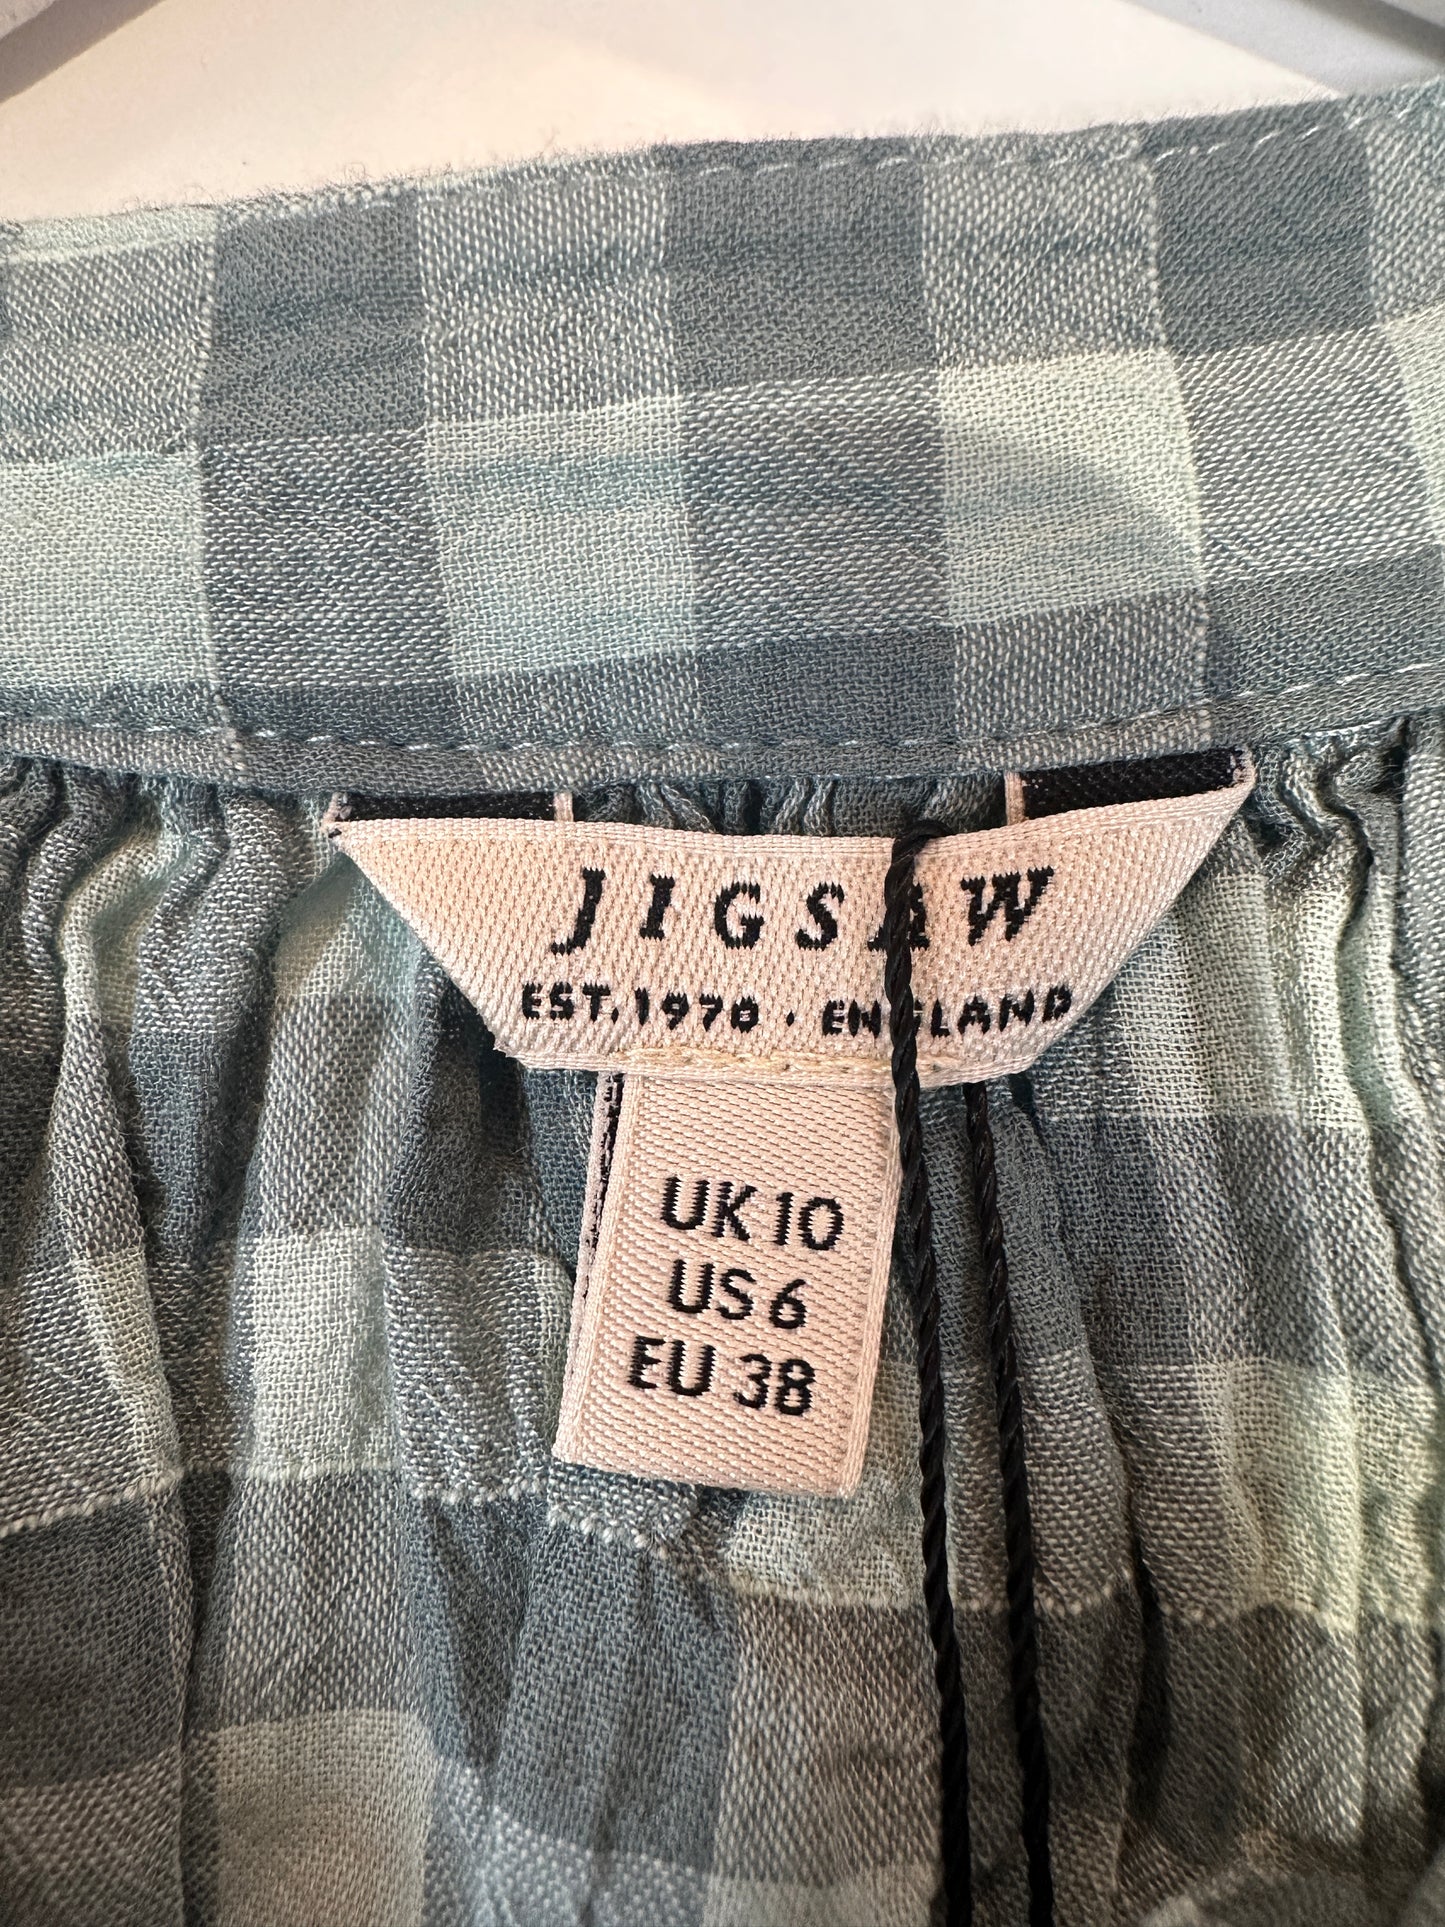 JIGSAW
EST. 1970 · ENGLAND
UK 10
US 6
EU 38